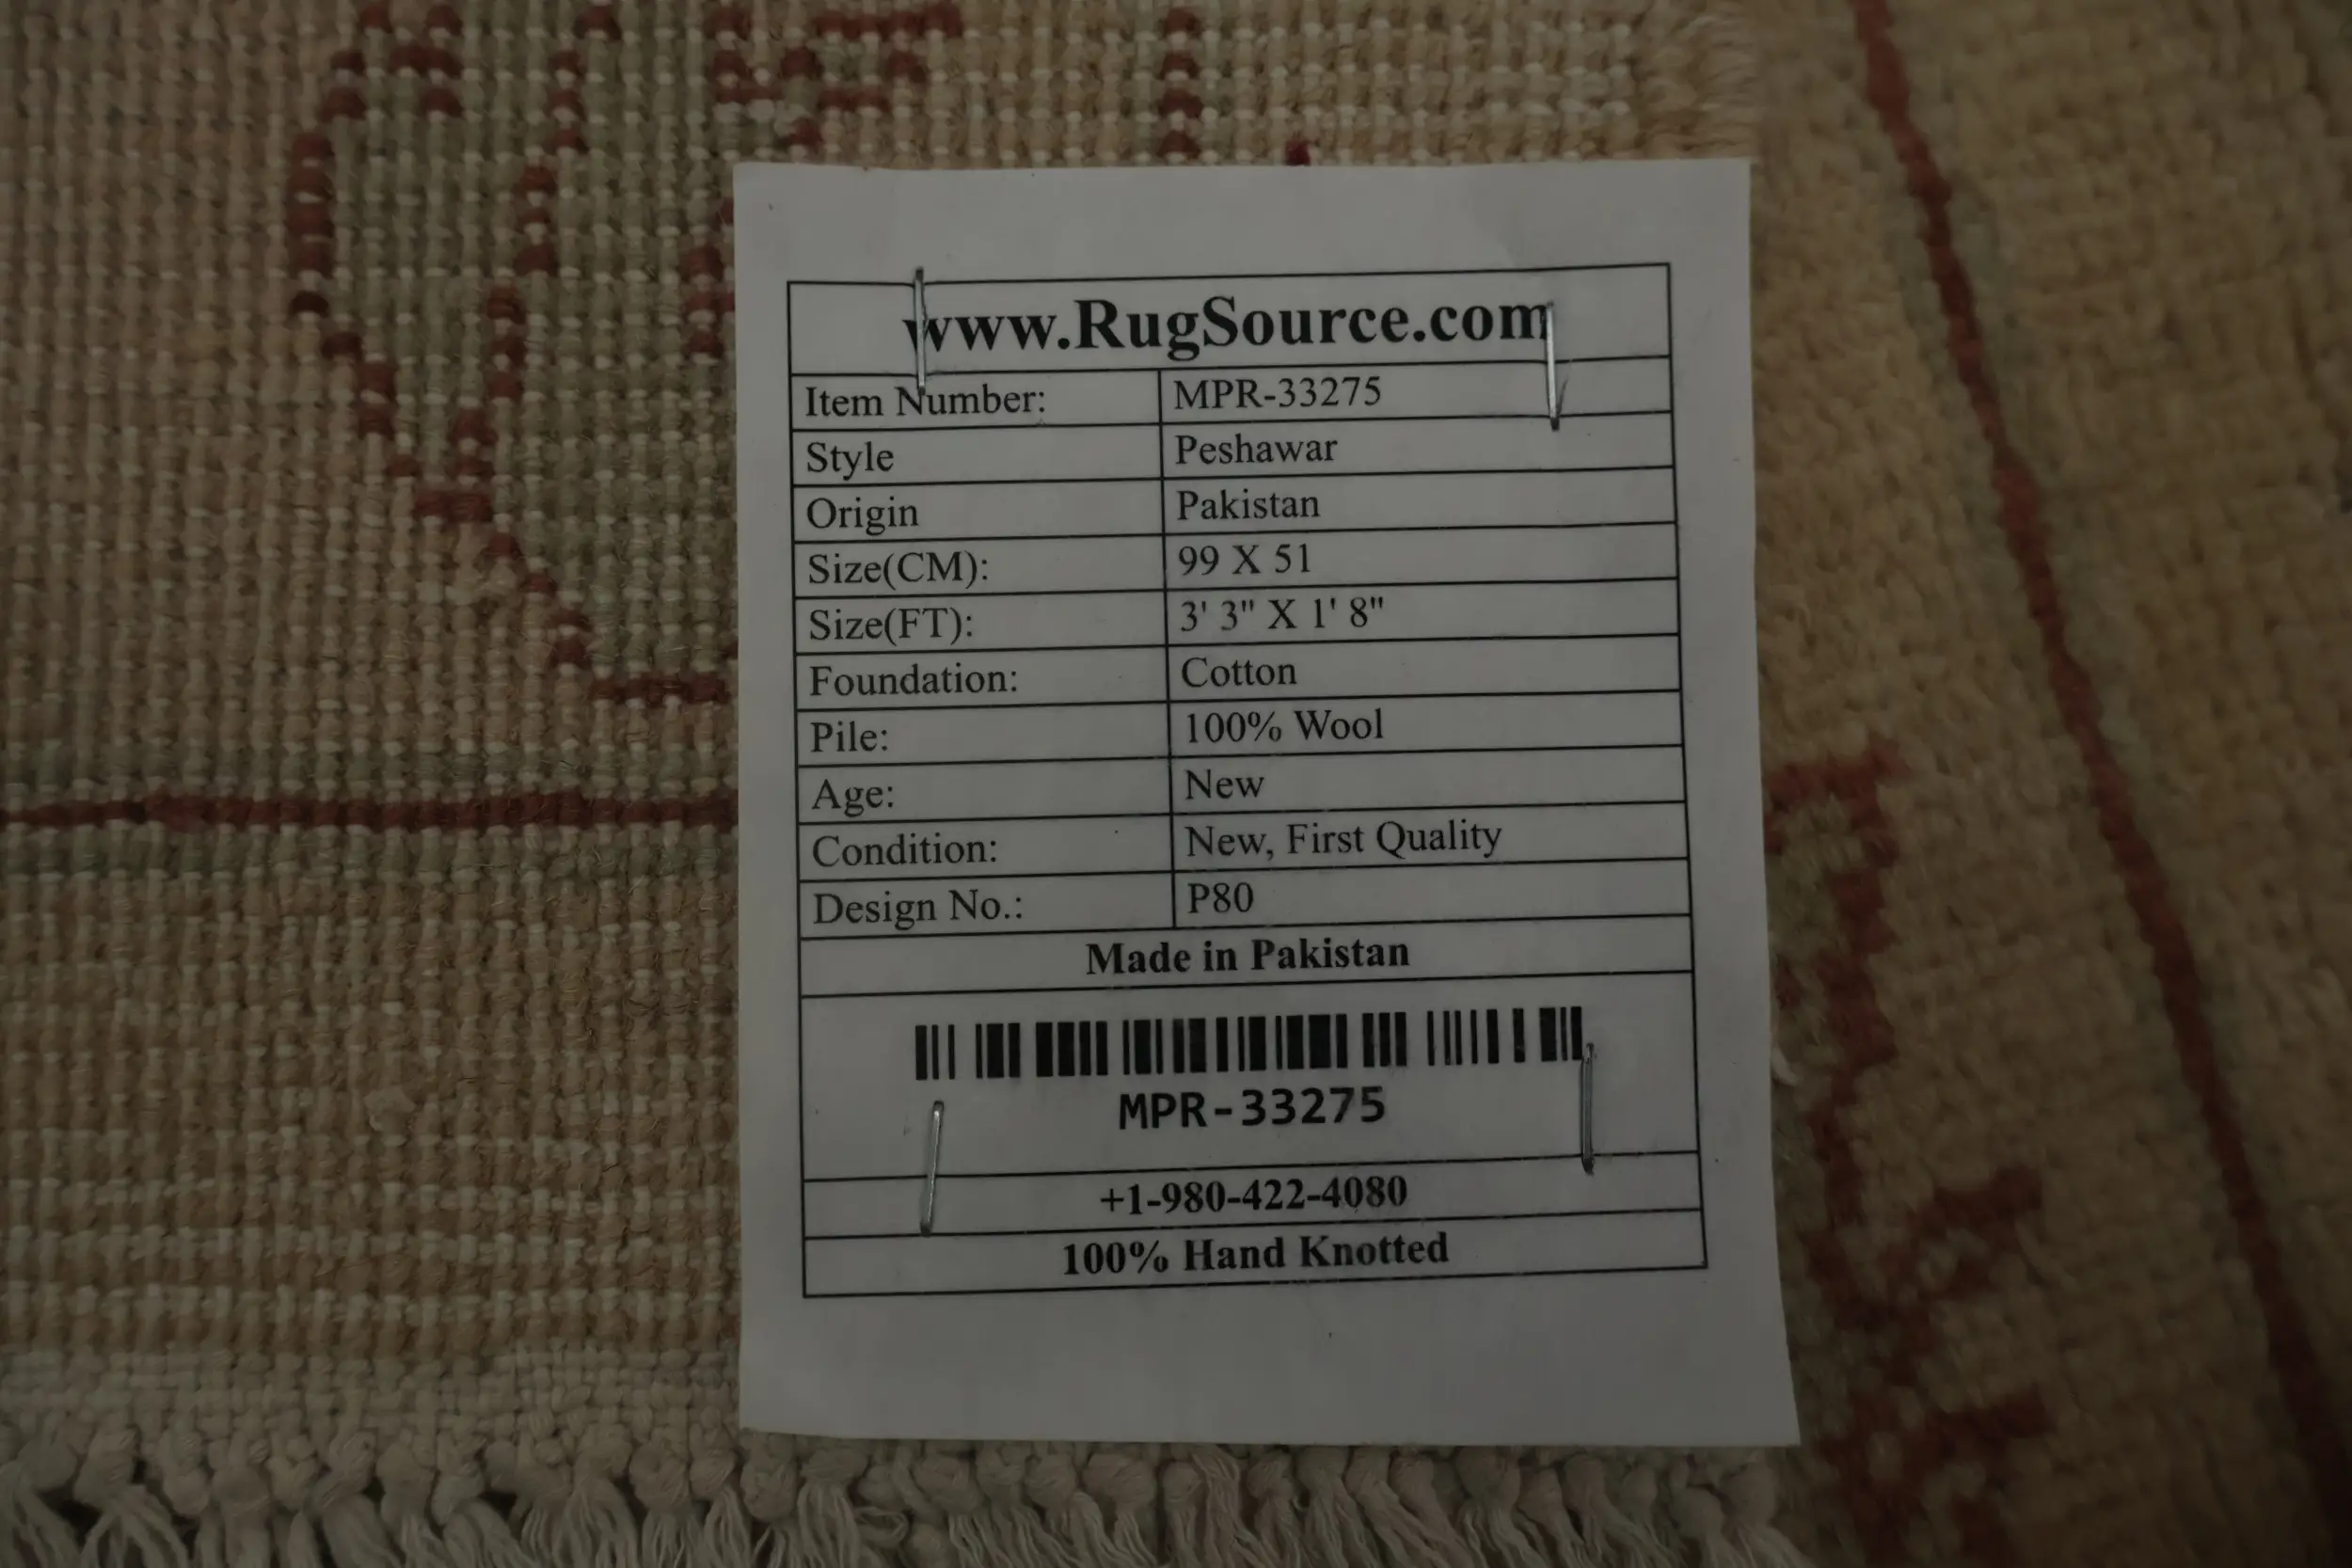 www.RugSource.com
Item Number: MPR-33275
Style Peshawar
Origin Pakistan
Size(CM): 99 X 51
Size(FT): 3' 3" X 1' 8"
Foundation: Cotton
Pile: 100% Wool
Age: New
Condition: New, First Quality
Design No.: P80
Made in Pakistan
MPR-33275
+1-980-422-4080
100% Hand Knotted